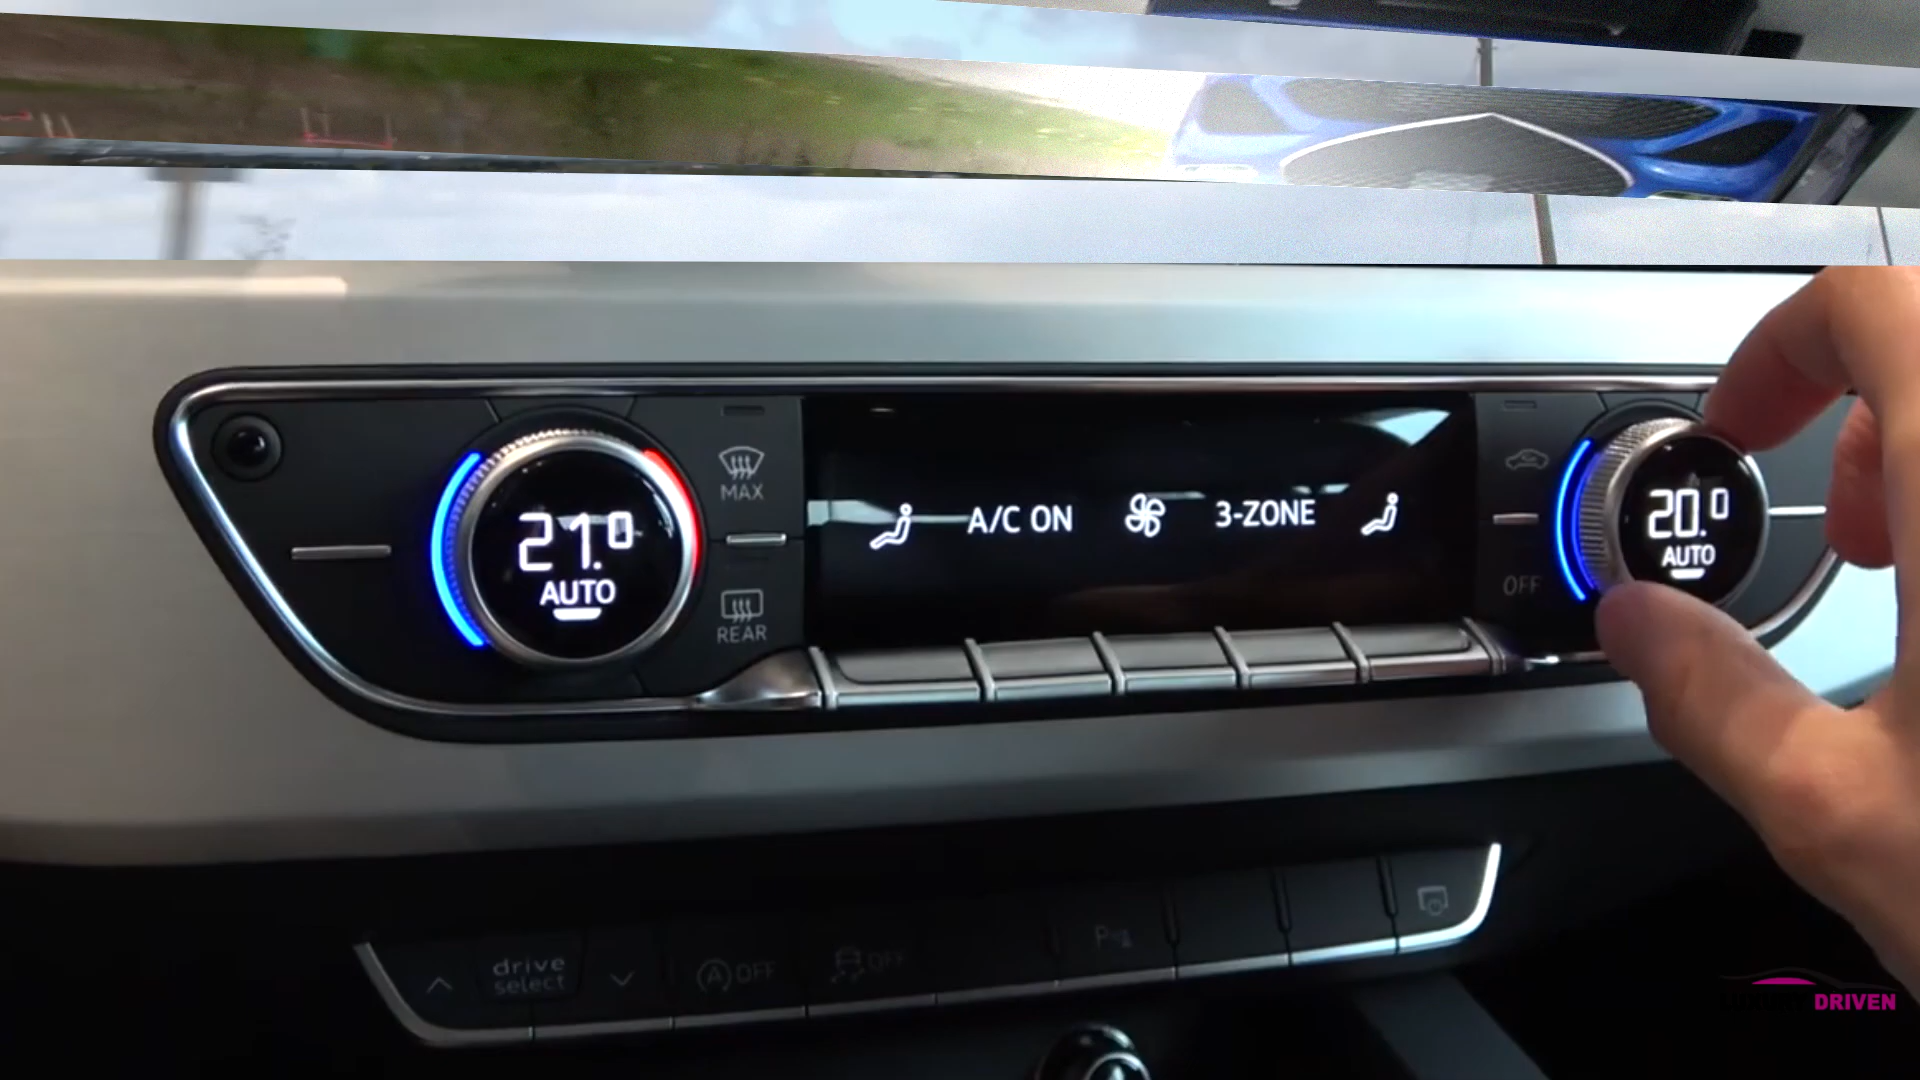 21.0
AUTO
MAX
REAR
A/C ON
3-ZONE
OFF
20.0
AUTO
drive
select
A OFF
OFF
P
DRIVEN